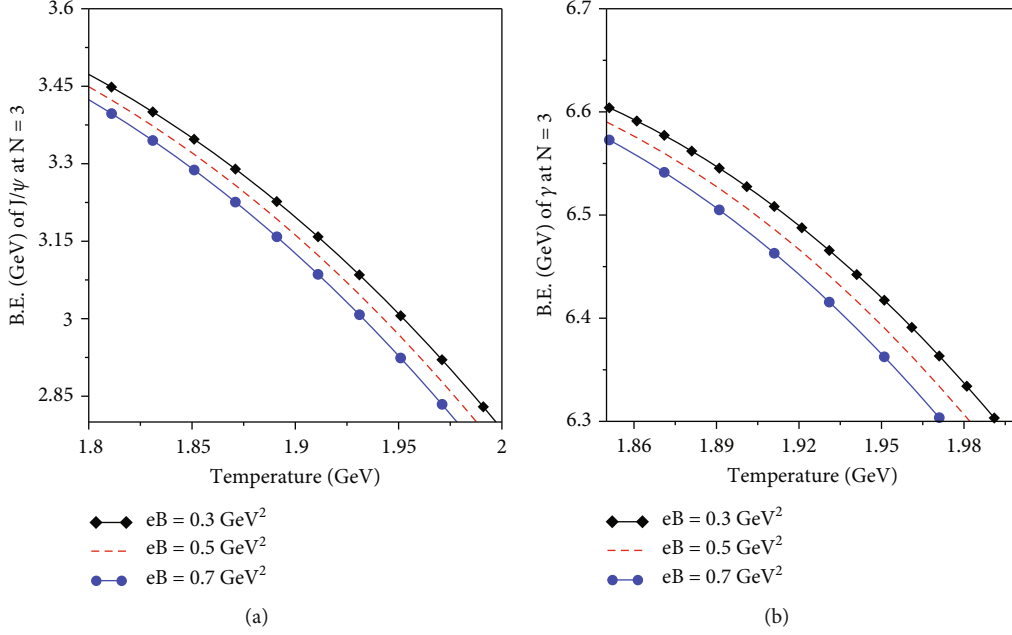 3.6
3.45
3.3
3.15
3
2.85
B.E. (GeV) of J/ψ at N = 3
1.8
1.85
1.9
1.95
2
Temperature (GeV)
eB = 0.3 GeV²
eB = 0.5 GeV²
eB = 0.7 GeV²
(a)
6.7
6.6
6.5
6.4
6.3
B.E. (GeV) of γ at N = 3
1.86
1.89
1.92
1.95
1.98
Temperature (GeV)
eB = 0.3 GeV²
eB = 0.5 GeV²
eB = 0.7 GeV²
(b)